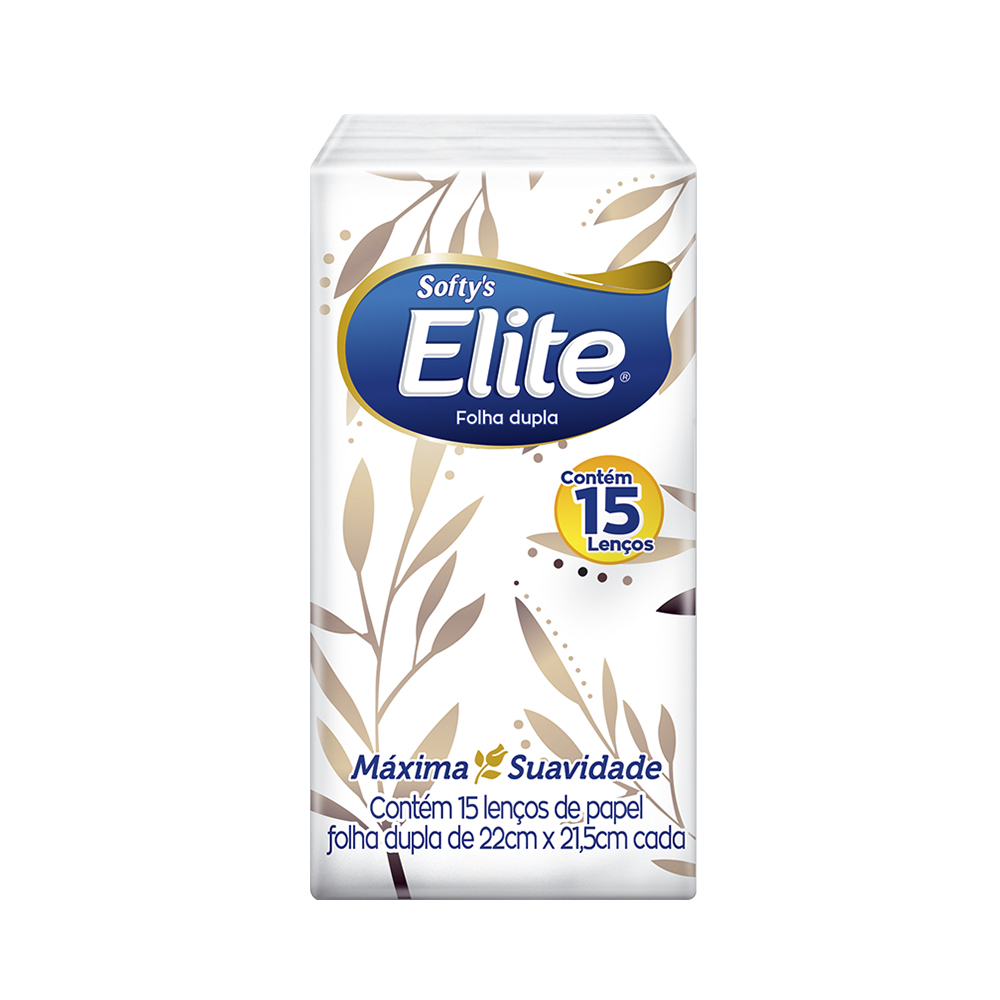 Softy's
Elite®
Folha dupla
Contém
15
Lenços
Máxima Suavidade
Contém 15 lenços de papel
folha dupla de 22cm x 21,5cm cada